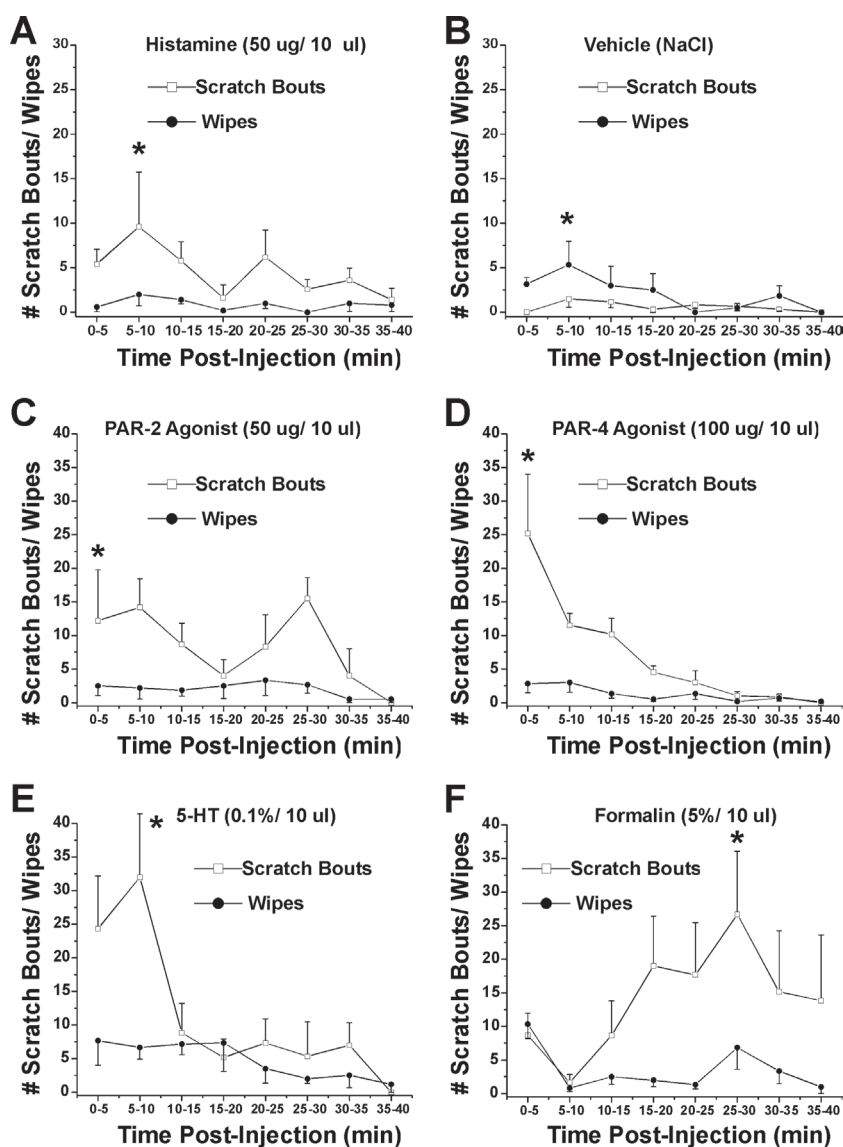 A
Histamine (50 ug/ 10 ul)
Scratch Bouts
Wipes
*
# Scratch Bouts/ Wipes
30
25
20
15
10
5
0
0-5 5-10 10-15 15-20 20-25 25-30 30-35 35-40
Time Post-Injection (min)
B
Vehicle (NaCl)
Scratch Bouts
Wipes
*
# Scratch Bouts/ Wipes
30
25
20
15
10
5
0
0-5 5-10 10-15 15-20 20-25 25-30 30-35 35-40
Time Post-Injection (min)
C
PAR-2 Agonist (50 ug/ 10 ul)
Scratch Bouts
Wipes
*
# Scratch Bouts/ Wipes
40
35
30
25
20
15
10
5
0
0-5 5-10 10-15 15-20 20-25 25-30 30-35 35-40
Time Post-Injection (min)
D
PAR-4 Agonist (100 ug/ 10 ul)
*
Scratch Bouts
Wipes
# Scratch Bouts/ Wipes
40
35
30
25
20
15
10
5
0
0-5 5-10 10-15 15-20 20-25 25-30 30-35 35-40
Time Post-Injection (min)
E
5-HT (0.1%/ 10 ul)
*
Scratch Bouts
Wipes
# Scratch Bouts/ Wipes
40
35
30
25
20
15
10
5
0
0-5 5-10 10-15 15-20 20-25 25-30 30-35 35-40
Time Post-Injection (min)
F
Formalin (5%/ 10 ul)
*
Scratch Bouts
Wipes
# Scratch Bouts/ Wipes
40
35
30
25
20
15
10
5
0
0-5 5-10 10-15 15-20 20-25 25-30 30-35 35-40
Time Post-Injection (min)